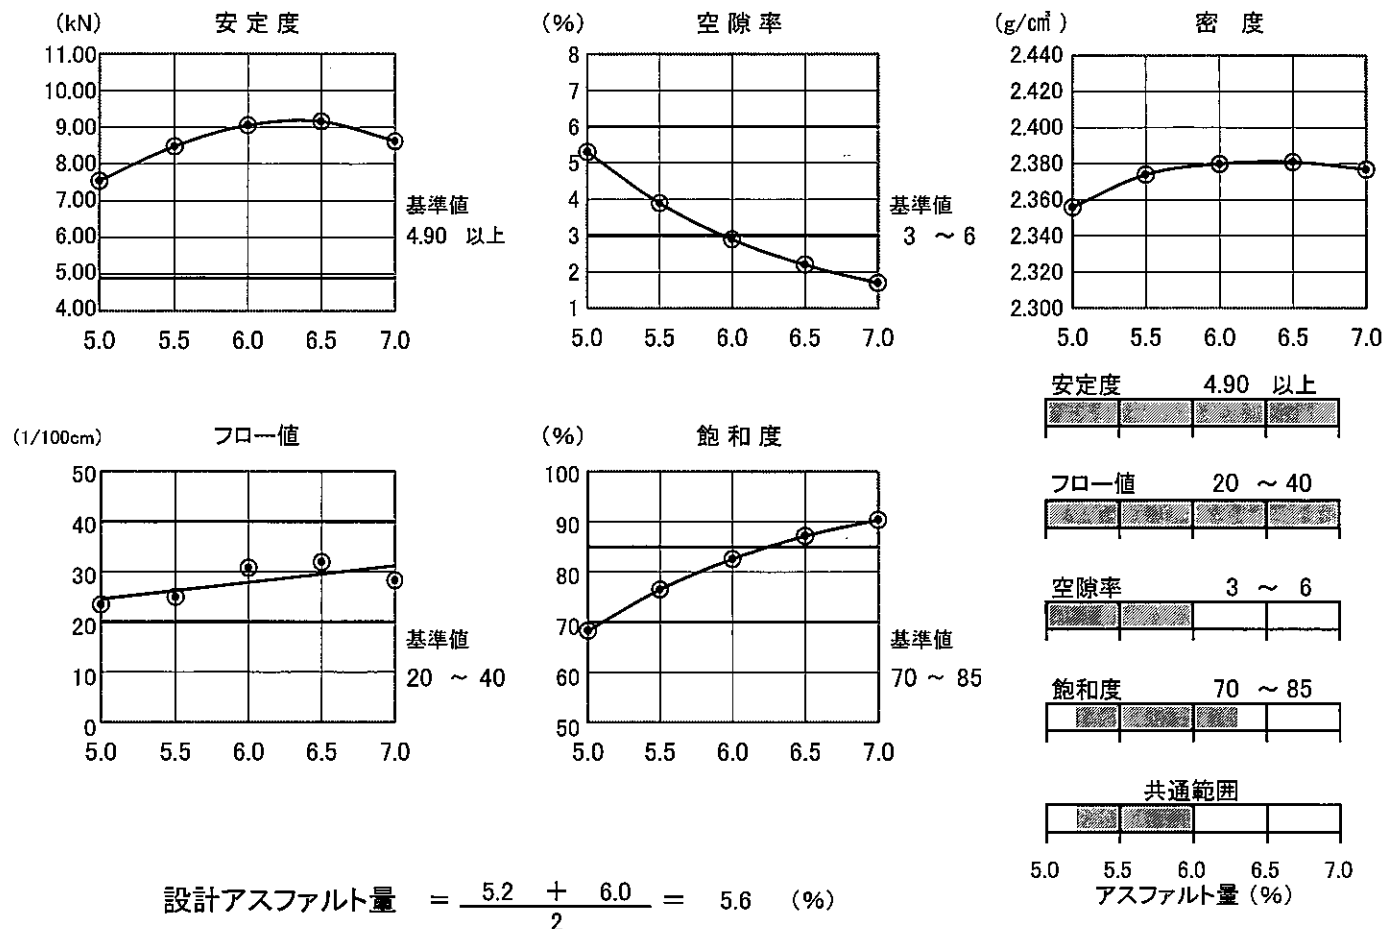 (kN) 安定度
11.00
10.00
9.00
8.00
7.00
6.00
5.00
4.00
5.0 5.5 6.0 6.5 7.0
基準値
4.90 以上
(%) 空隙率
8
7
6
5
4
3
2
1
5.0 5.5 6.0 6.5 7.0
基準値
3 ～ 6
(g/cm³) 密度
2.440
2.420
2.400
2.380
2.360
2.340
2.320
2.300
5.0 5.5 6.0 6.5 7.0
(1/100cm) フロー値
50
40
30
20
10
0
5.0 5.5 6.0 6.5 7.0
基準値
20 ～ 40
(%) 飽和度
100
90
80
70
60
50
5.0 5.5 6.0 6.5 7.0
基準値
70 ～ 85
安定度 4.90 以上
フロー値 20 ～ 40
空隙率 3 ～ 6
飽和度 70 ～ 85
共通範囲
5.0 5.5 6.0 6.5 7.0
アスファルト量 (%)
設計アスファルト量 = 5.2 + 6.0 / 2 = 5.6 (%)